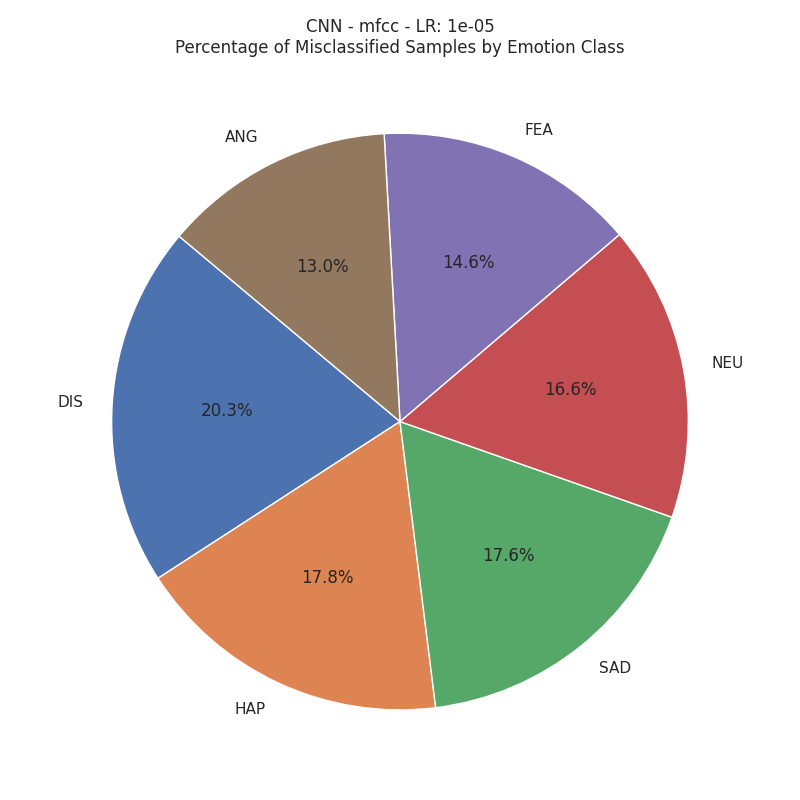 CNN - mfcc - LR: 1e-05
Percentage of Misclassified Samples by Emotion Class
FEA
ANG
14.6%
13.0%
NEU
16.6%
DIS
20.3%
17.6%
17.8%
SAD
HAP